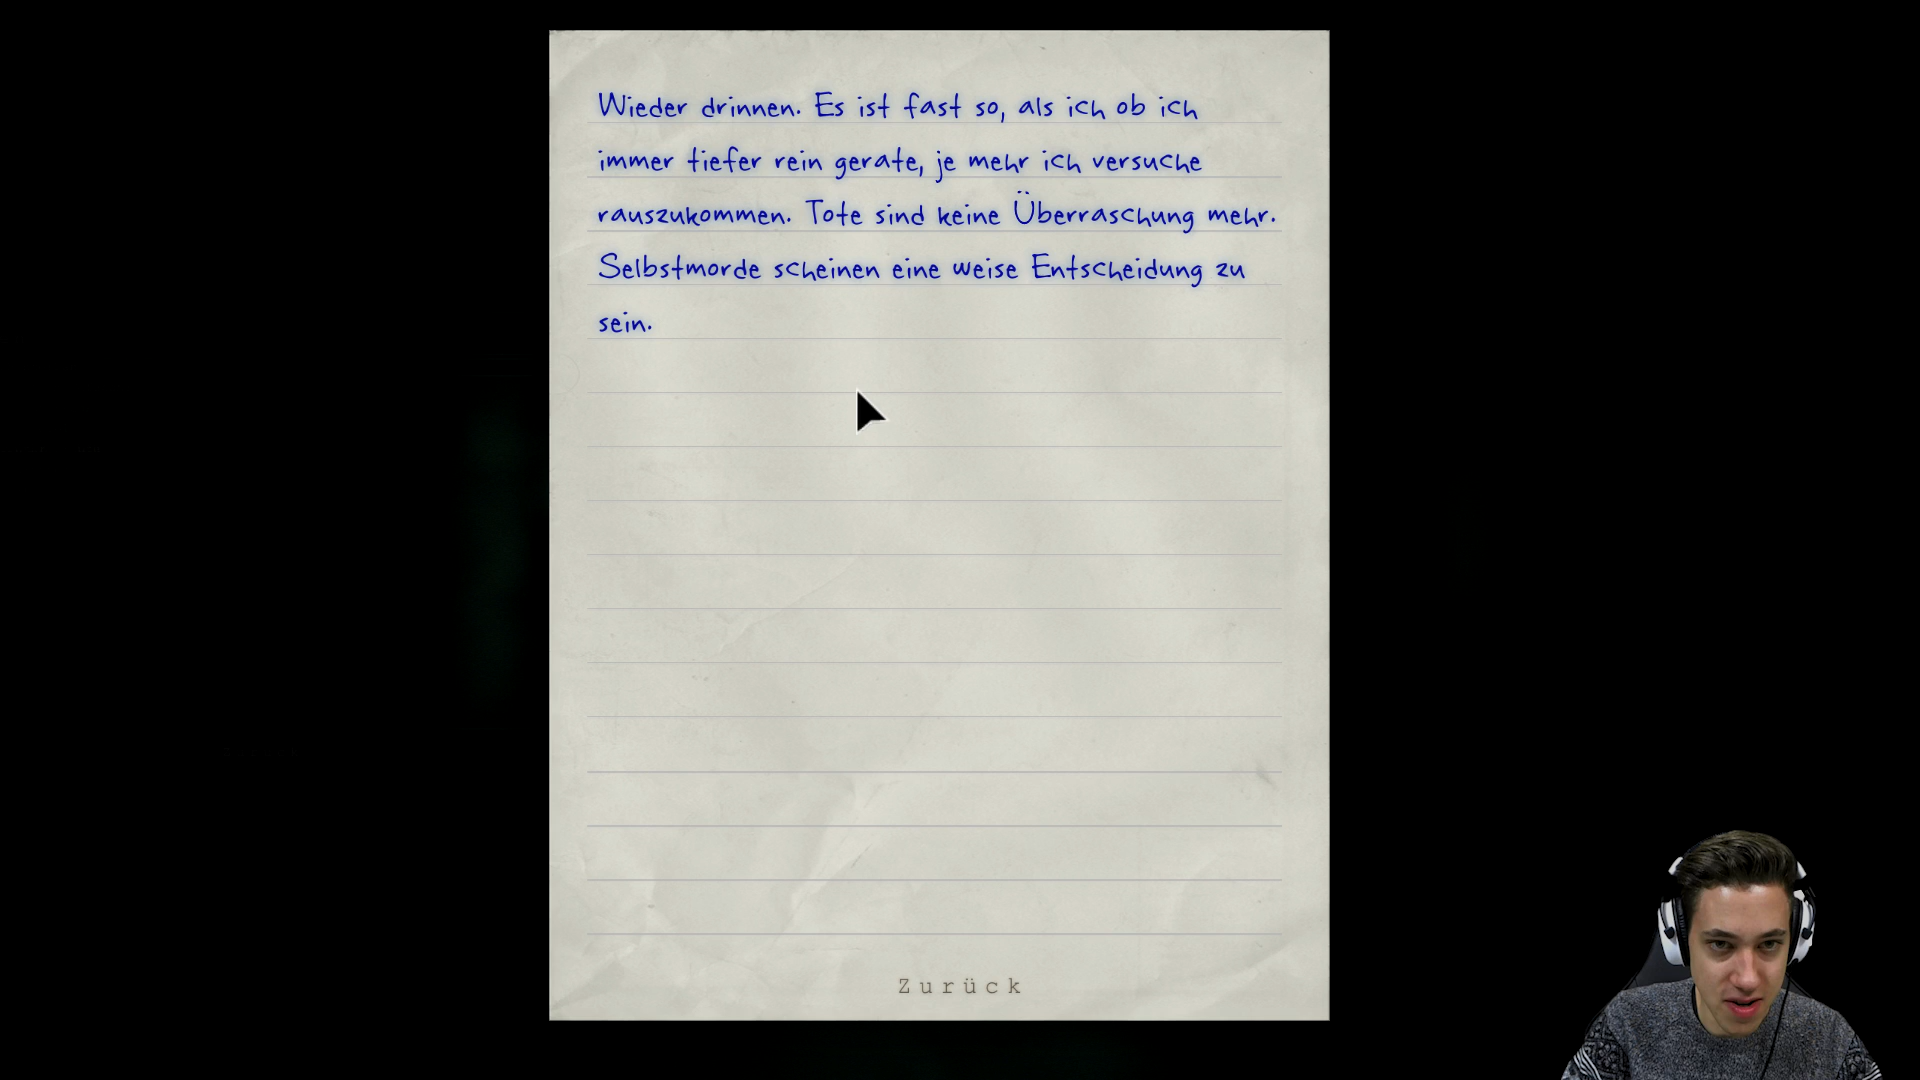 Wieder drinnen. Es ist fast so, als ich ob ich
immer tiefer rein gerate, je mehr ich versuche
rauszukommen. Tote sind keine Überraschung mehr.
Selbstmorde scheinen eine weise Entscheidung zu
sein.
Zurück